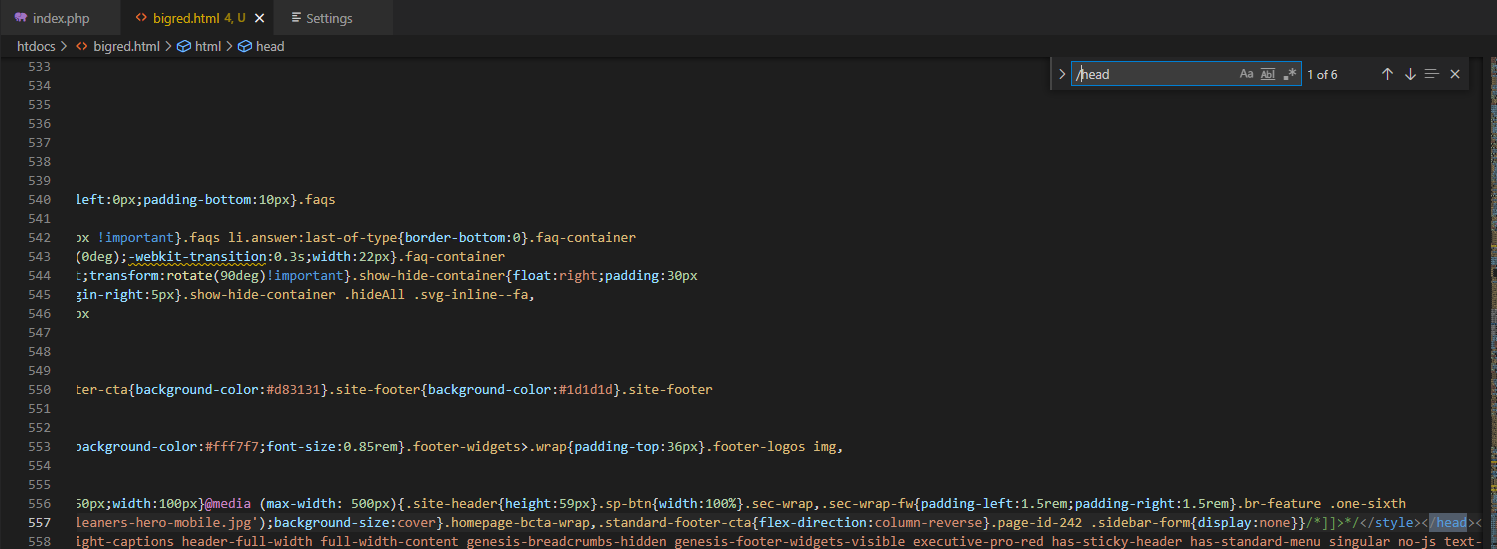 index.php bigred.html 4, U Settings
htdocs > bigred.html > html > head
/head Aa Abl .* 1 of 6
533
534
535
536
537
538
539
540 left:0px;padding-bottom:10px}.faqs
541
542 px !important}.faqs li.answer:last-of-type{border-bottom:0}.faq-container
543 (0deg);-webkit-transition:0.3s;width:22px}.faq-container
544 t;transform:rotate(90deg)!important}.show-hide-container{float:right;padding:30px
545 gin-right:5px}.show-hide-container .hideAll .svg-inline--fa,
546 px
547
548
549
550 ter-cta{background-color:#d83131}.site-footer{background-color:#1d1d1d}.site-footer
551
552
553 background-color:#fff7f7;font-size:0.85rem}.footer-widgets>.wrap{padding-top:36px}.footer-logos img,
554
555
556 50px;width:100px}@media (max-width: 500px){.site-header{height:59px}.sp-btn{width:100%}.sec-wrap,.sec-wrap-fw{padding-left:1.5rem;padding-right:1.5rem}.br-feature .one-sixth
557 leaners-hero-mobile.jpg');background-size:cover}.homepage-bcta-wrap,.standard-footer-cta{flex-direction:column-reverse}.page-id-242 .sidebar-form{display:none}}/*]]>*/</style></head><
558 ight-captions header-full-width full-width-content genesis-breadcrumbs-hidden genesis-footer-widgets-visible executive-pro-red has-sticky-header has-standard-menu singular no-js text-